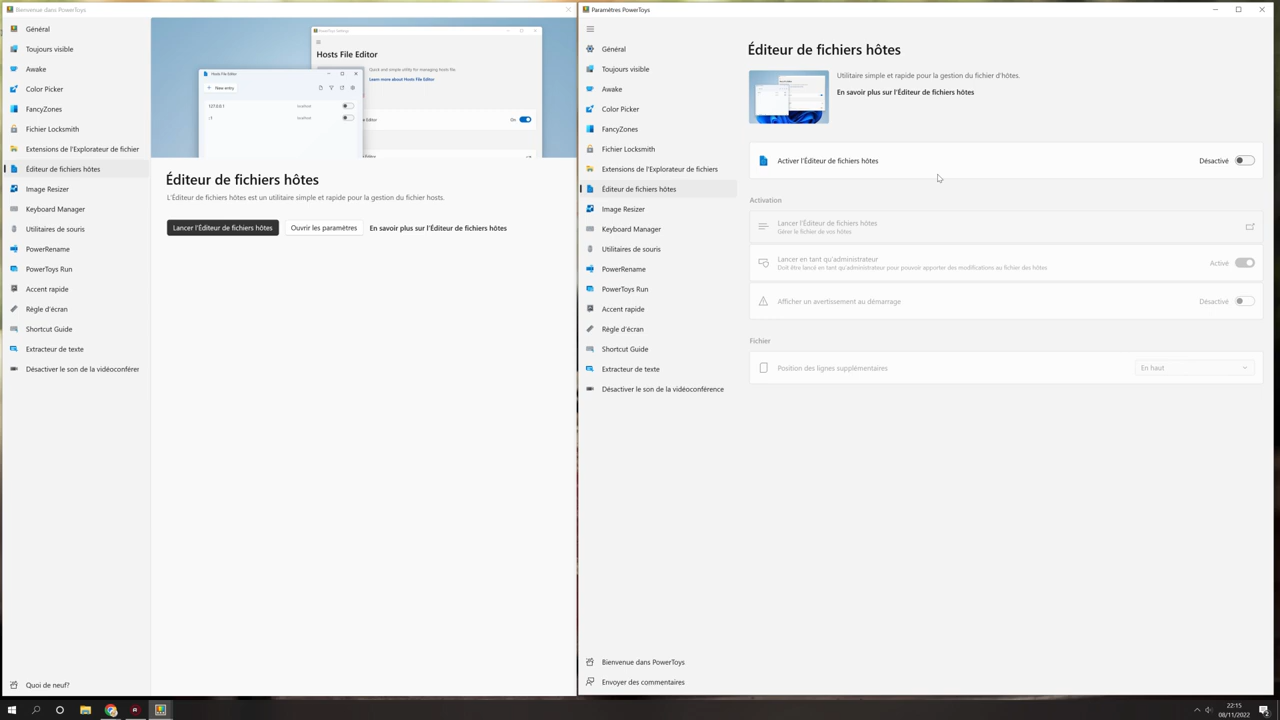 Bienvenue dans PowerToys
Général
Toujours visible
Awake
Color Picker
FancyZones
Fichier Locksmith
Extensions de l'Explorateur de fichier
Éditeur de fichiers hôtes
Image Resizer
Keyboard Manager
Utilitaires de souris
PowerRename
PowerToys Run
Accent rapide
Règle d'écran
Shortcut Guide
Extracteur de texte
Désactiver le son de la vidéoconféren
Quoi de neuf?
PowerToys Settings
Hosts File Editor
Quick and simple utility for managing hosts file.
Learn more about Hosts File Editor
File Editor
On
Hosts File Editor
New entry
127.0.0.1
localhost
::1
localhost
Éditeur de fichiers hôtes
L'Éditeur de fichiers hôtes est un utilitaire simple et rapide pour la gestion du fichier hosts.
Lancer l'Éditeur de fichiers hôtes
Ouvrir les paramètres
En savoir plus sur l'Éditeur de fichiers hôtes
Paramètres PowerToys
Général
Toujours visible
Awake
Color Picker
FancyZones
Fichier Locksmith
Extensions de l'Explorateur de fichiers
Éditeur de fichiers hôtes
Image Resizer
Keyboard Manager
Utilitaires de souris
PowerRename
PowerToys Run
Accent rapide
Règle d'écran
Shortcut Guide
Extracteur de texte
Désactiver le son de la vidéoconférence
Bienvenue dans PowerToys
Envoyer des commentaires
Éditeur de fichiers hôtes
Utilitaire simple et rapide pour la gestion du fichier d'hôtes.
En savoir plus sur l'Éditeur de fichiers hôtes
Activer l'Éditeur de fichiers hôtes
Désactivé
Activation
Lancer l'Éditeur de fichiers hôtes
Gérer le fichier de vos hôtes
Lancer en tant qu'administrateur
Doit être lancé en tant qu'administrateur pour pouvoir apporter des modifications au fichier des hôtes.
Activé
Afficher un avertissement au démarrage
Désactivé
Fichier
Position des lignes supplémentaires
En haut
22:15
08/11/2022
2